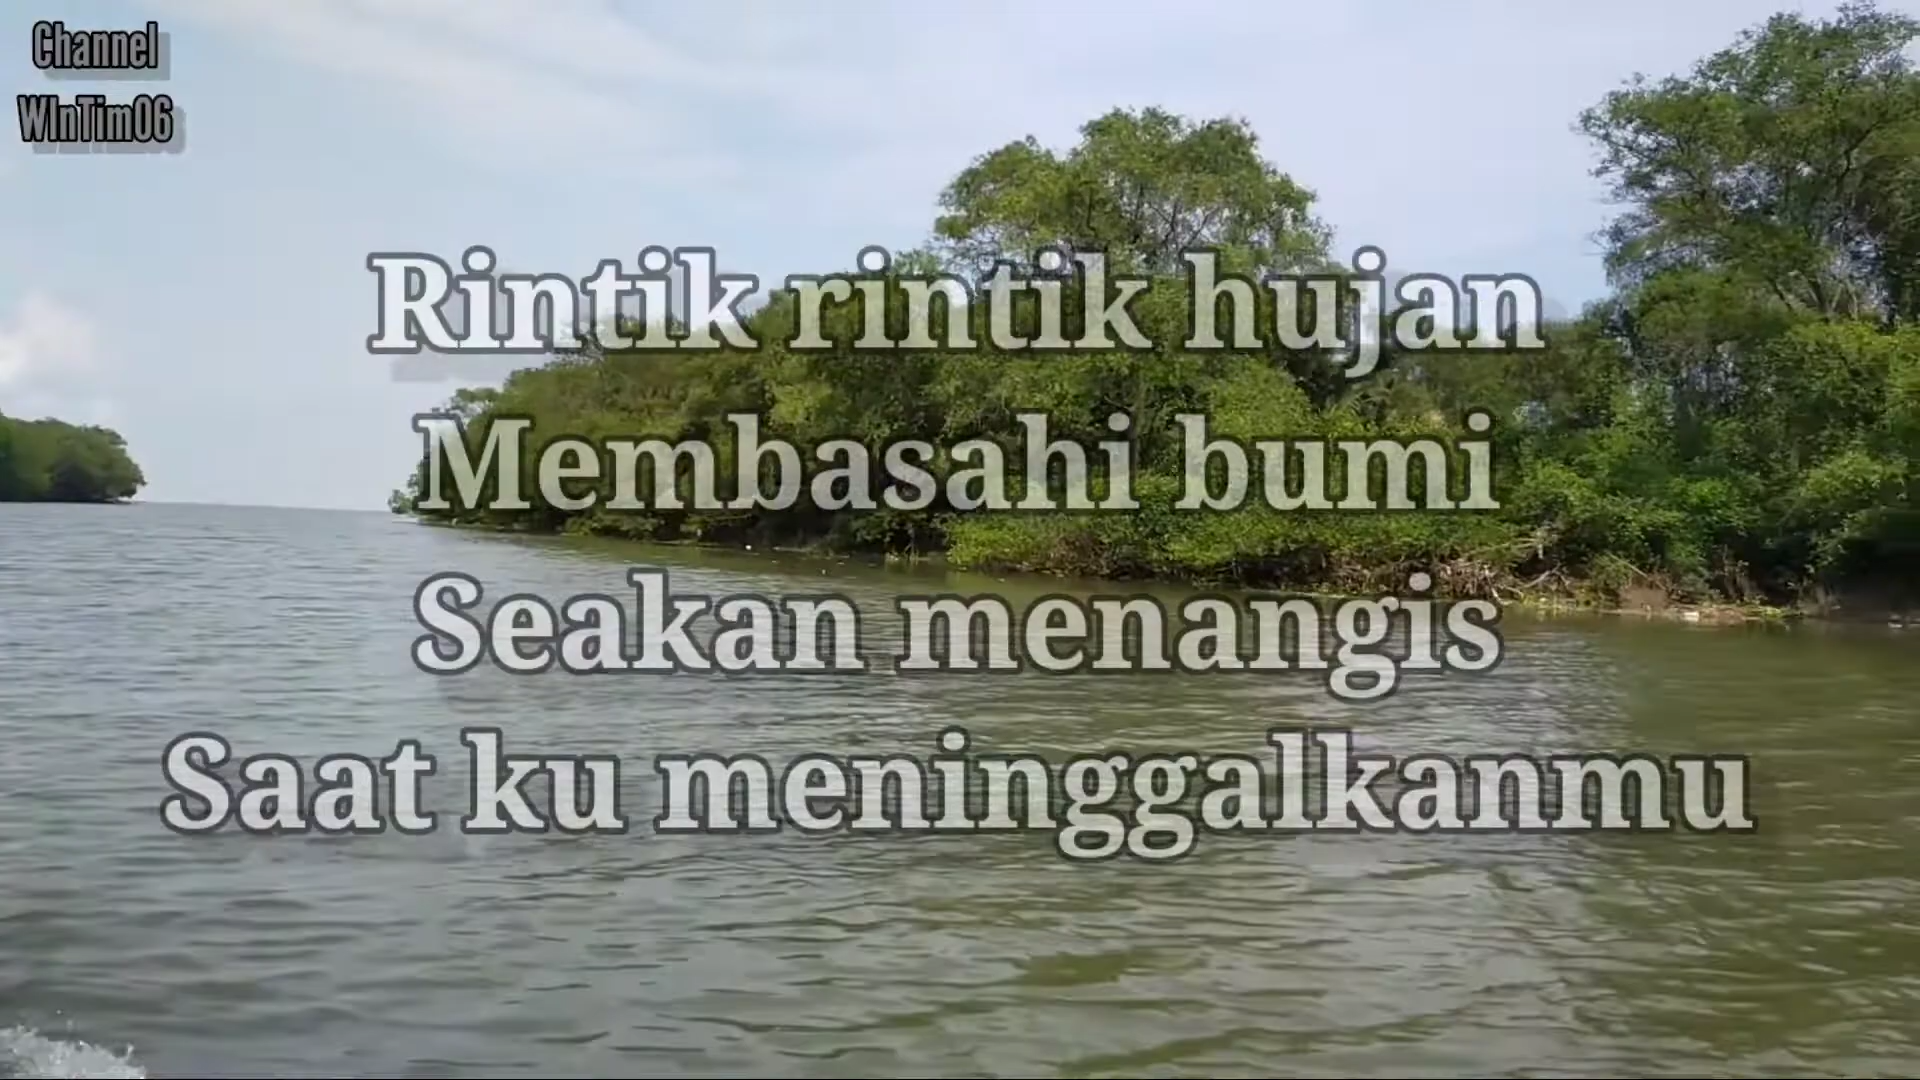 Channel
WInTim06
Rintik rintik hujan
Membasahi bumi
Seakan menangis
Saat ku meninggalkanmu